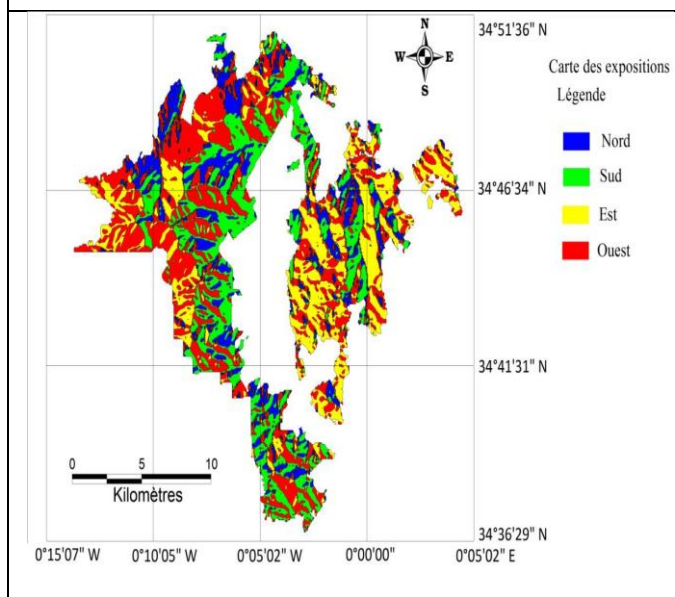 N
W E
S
34°51'36" N
Carte des expositions
Légende
Nord
Sud
Est
Ouest
34°46'34" N
34°41'31" N
0 5 10
Kilomètres
34°36'29" N
0°15'07" W 0°10'05" W 0°05'02" W 0°00'00" 0°05'02" E